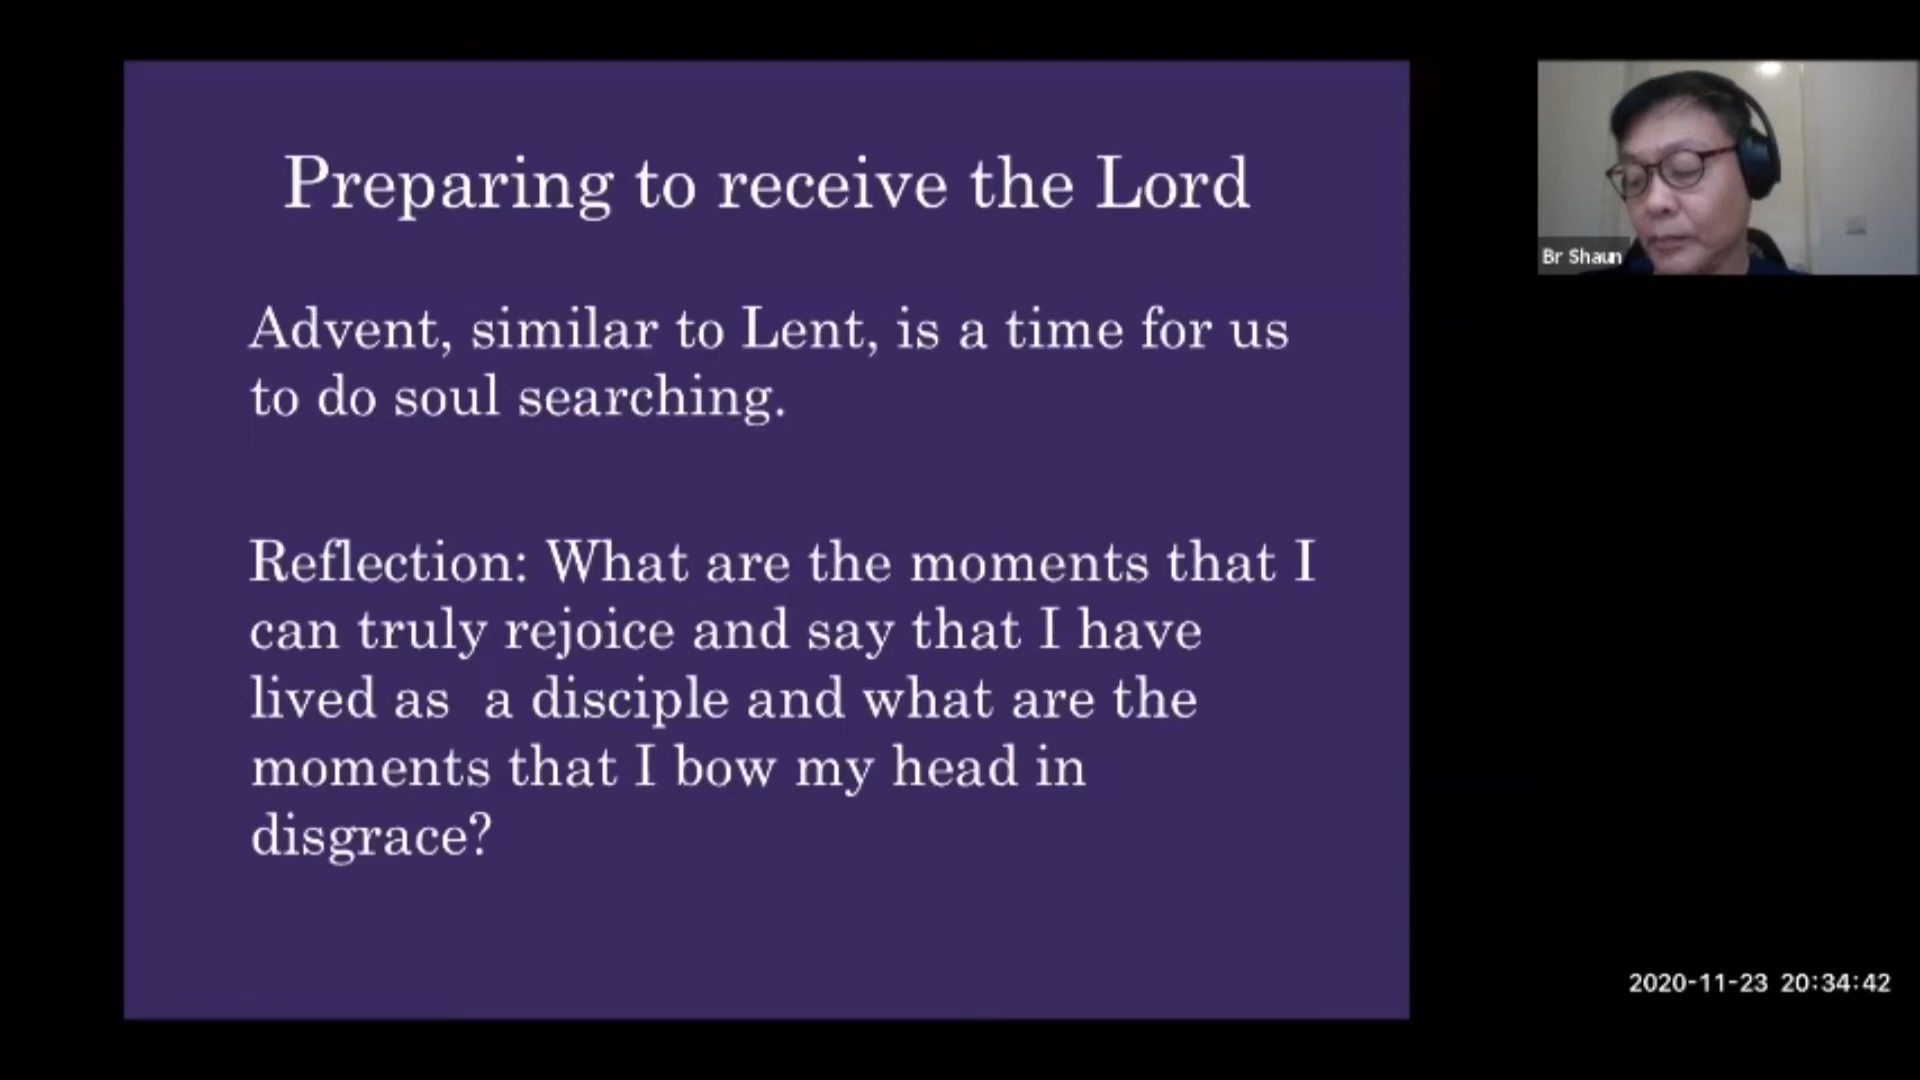 Preparing to receive the Lord
Advent, similar to Lent, is a time for us
to do soul searching.
Reflection: What are the moments that I
can truly rejoice and say that I have
lived as  a disciple and what are the
moments that I bow my head in
disgrace?
Br Shaun
2020-11-23 20:34:42